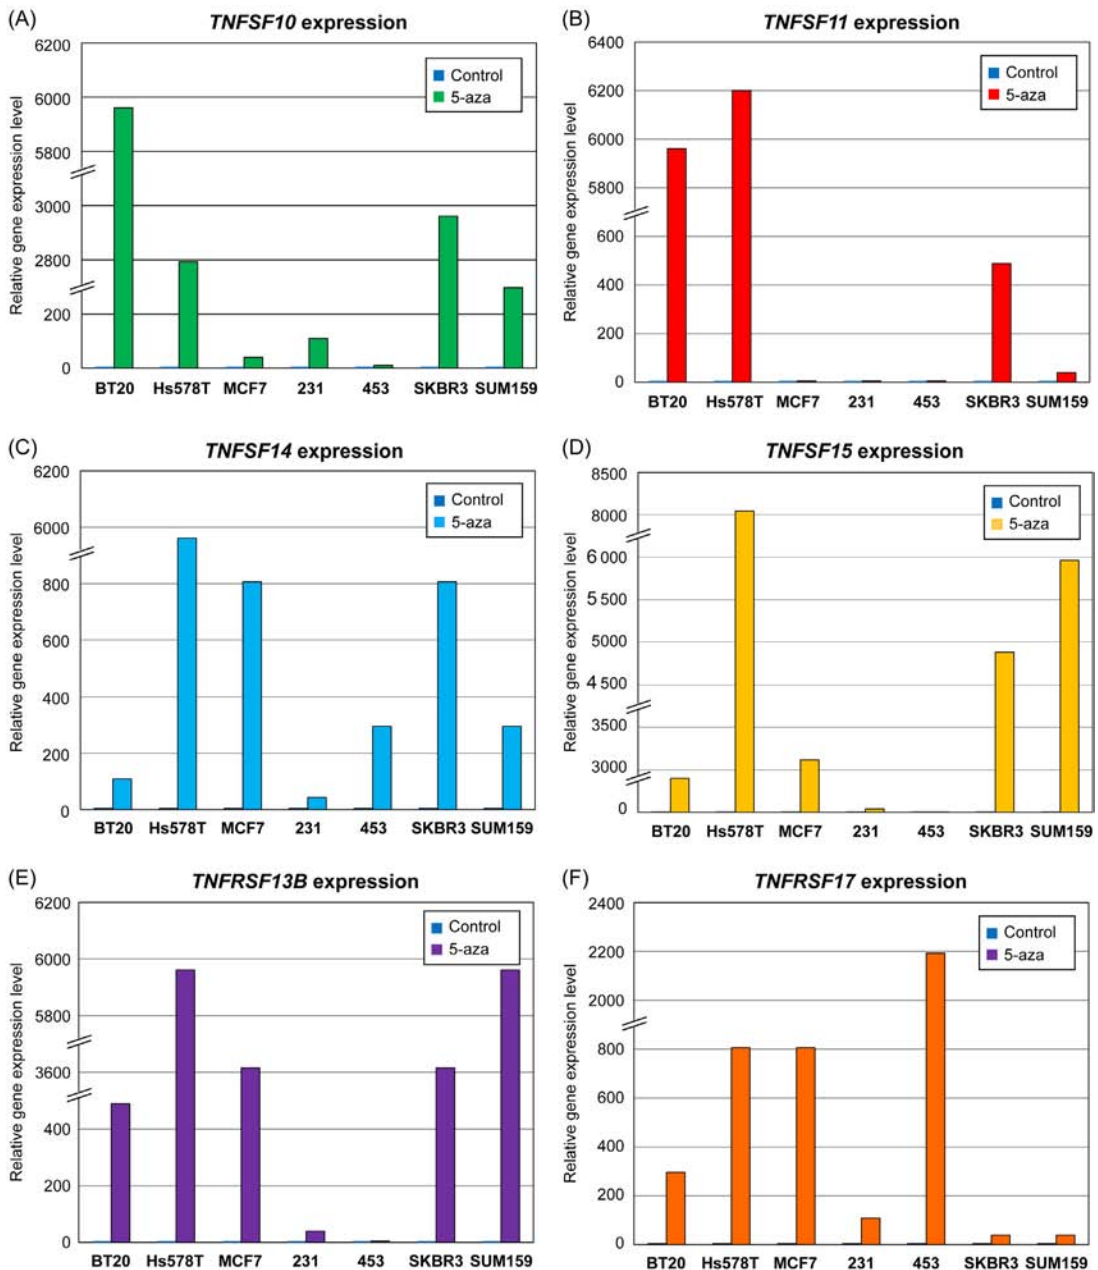 (A)
TNFSF10 expression
Relative gene expression level
6200
6000
5800
3000
2800
200
0
Control
5-aza
BT20 Hs578T MCF7 231 453 SKBR3 SUM159
(B)
TNFSF11 expression
Relative gene expression level
6400
6200
6000
5800
600
400
200
0
Control
5-aza
BT20 Hs578T MCF7 231 453 SKBR3 SUM159
(C)
TNFSF14 expression
Relative gene expression level
6200
6000
800
600
400
200
0
Control
5-aza
BT20 Hs578T MCF7 231 453 SKBR3 SUM159
(D)
TNFSF15 expression
Relative gene expression level
8500
8000
6 000
5 500
5000
4 500
3500
3000
0
Control
5-aza
BT20 Hs578T MCF7 231 453 SKBR3 SUM159
(E)
TNFRSF13B expression
Relative gene expression level
6200
6000
5800
3600
400
200
0
Control
5-aza
BT20 Hs578T MCF7 231 453 SKBR3 SUM159
(F)
TNFRSF17 expression
Relative gene expression level
2400
2200
2000
800
600
400
200
0
Control
5-aza
BT20 Hs578T MCF7 231 453 SKBR3 SUM159